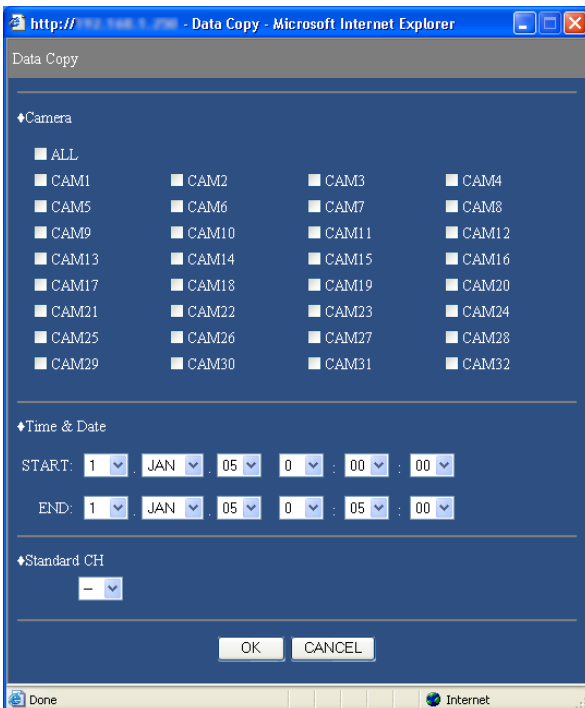 http:// - Data Copy - Microsoft Internet Explorer
Data Copy
♦Camera
ALL
CAM1 CAM2 CAM3 CAM4
CAM5 CAM6 CAM7 CAM8
CAM9 CAM10 CAM11 CAM12
CAM13 CAM14 CAM15 CAM16
CAM17 CAM18 CAM19 CAM20
CAM21 CAM22 CAM23 CAM24
CAM25 CAM26 CAM27 CAM28
CAM29 CAM30 CAM31 CAM32
♦Time & Date
START: 1 . JAN . 05 0 : 00 : 00
END: 1 . JAN . 05 0 : 05 : 00
♦Standard CH
--
OK CANCEL
Done Internet